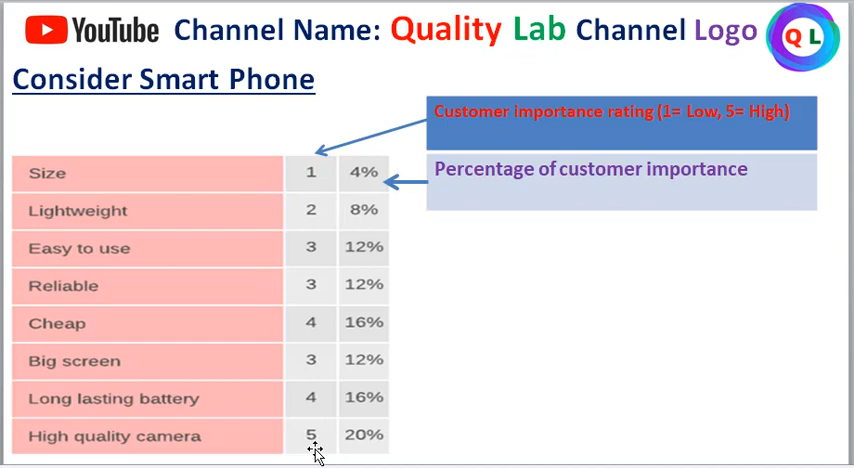 YouTube Channel Name: Quality Lab Channel Logo Q L
Consider Smart Phone
Customer importance rating (1= Low, 5= High)
Percentage of customer importance
Size 1 4%
Lightweight 2 8%
Easy to use 3 12%
Reliable 3 12%
Cheap 4 16%
Big screen 3 12%
Long lasting battery 4 16%
High quality camera 5 20%